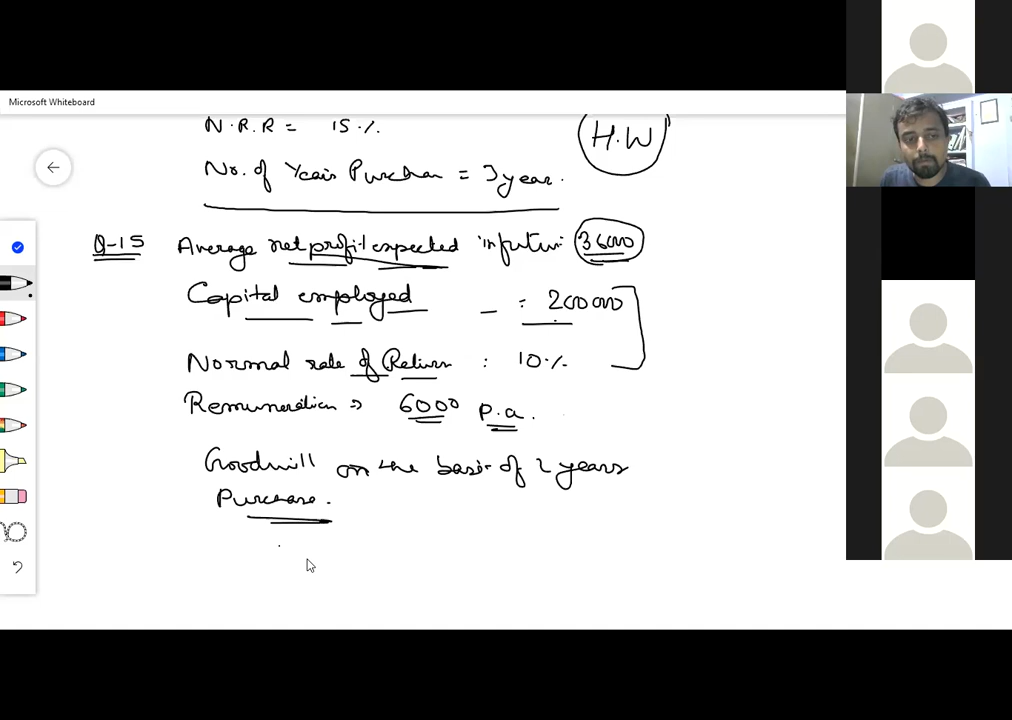 Microsoft Whiteboard
N.R.R = 15.%
H.W
No. of Years Purchase = 3 year.
Q-15 Average net profit expected in future: 36000
Capital employed = 200000
Normal rate of Return : 10.%
Remuneration => 6000 p.a.
Goodwill on the basis of 2 years
Purchase.